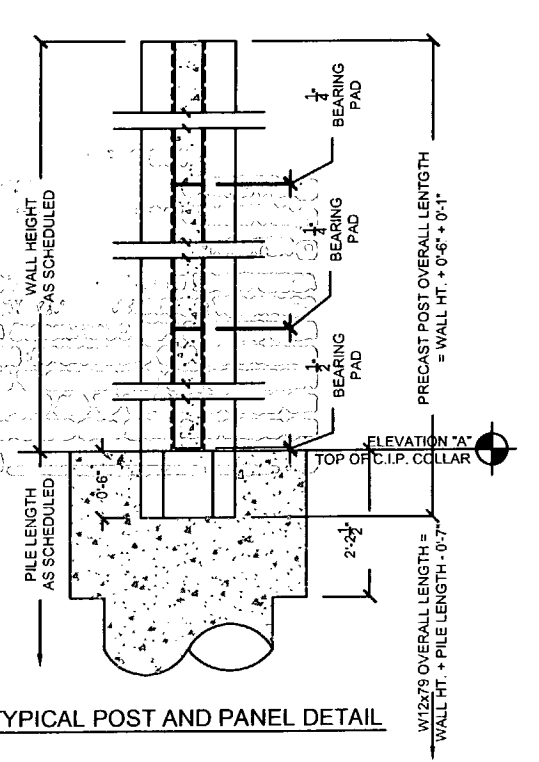 WALL HEIGHT
AS SCHEDULED
1/4"
BEARING
PAD
1/4"
BEARING
PAD
1/2"
BEARING
PAD
PRECAST POST OVERALL LENTGTH
= WALL HT. + 0'-6" + 0'-1"
ELEVATION "A"
TOP OF C.I.P. COLLAR
PILE LENGTH
AS SCHEDULED
0'-6"
2'-2 1/2"
W12x79 OVERALL LENGTH =
WALL HT. + PILE LENGTH - 0'-7"
TYPICAL POST AND PANEL DETAIL